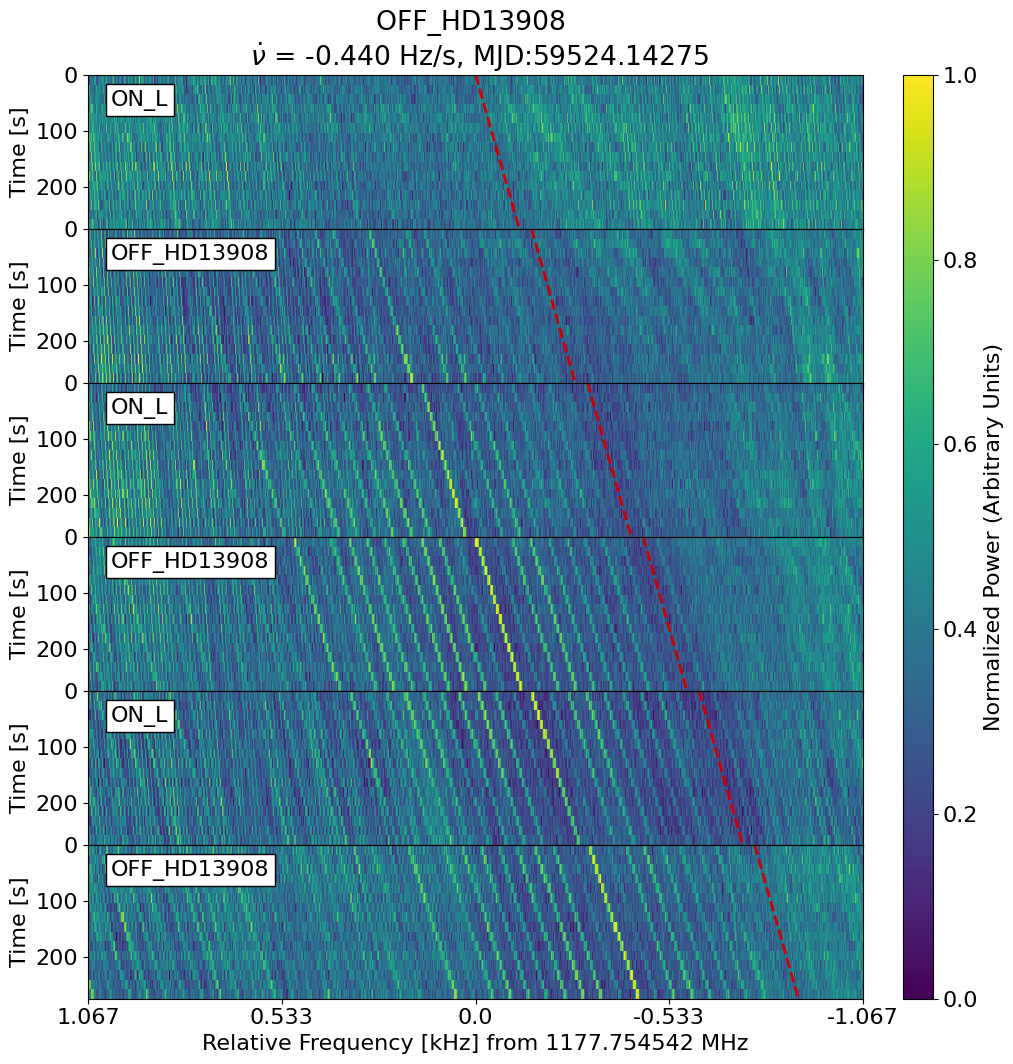 OFF_HD13908
ν̇ = -0.440 Hz/s, MJD:59524.14275
ON_L
OFF_HD13908
ON_L
OFF_HD13908
ON_L
OFF_HD13908
Time [s]
0
100
200
Time [s]
0
100
200
Time [s]
0
100
200
Time [s]
0
100
200
Time [s]
0
100
200
Time [s]
0
100
200
1.067 0.533 0.0 -0.533 -1.067
Relative Frequency [kHz] from 1177.754542 MHz
1.0
0.8
0.6
0.4
0.2
0.0
Normalized Power (Arbitrary Units)